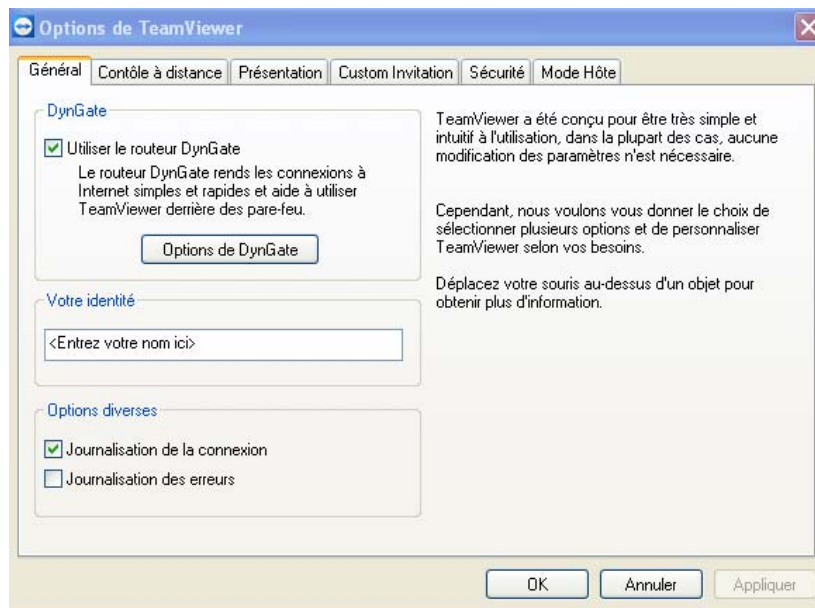 Options de TeamViewer
Général
Contôle à distance
Présentation
Custom Invitation
Sécurité
Mode Hôte
DynGate
Utiliser le routeur DynGate
Le routeur DynGate rends les connexions à
Internet simples et rapides et aide à utiliser
TeamViewer derrière des pare-feu.
Options de DynGate
Votre identité
<Entrez votre nom ici>
Options diverses
Journalisation de la connexion
Journalisation des erreurs
TeamViewer a été conçu pour être très simple et
intuitif à l'utilisation, dans la plupart des cas, aucune
modification des paramètres n'est nécessaire.
Cependant, nous voulons vous donner le choix de
sélectionner plusieurs options et de personnaliser
TeamViewer selon vos besoins.
Déplacez votre souris au-dessus d'un objet pour
obtenir plus d'information.
OK
Annuler
Appliquer